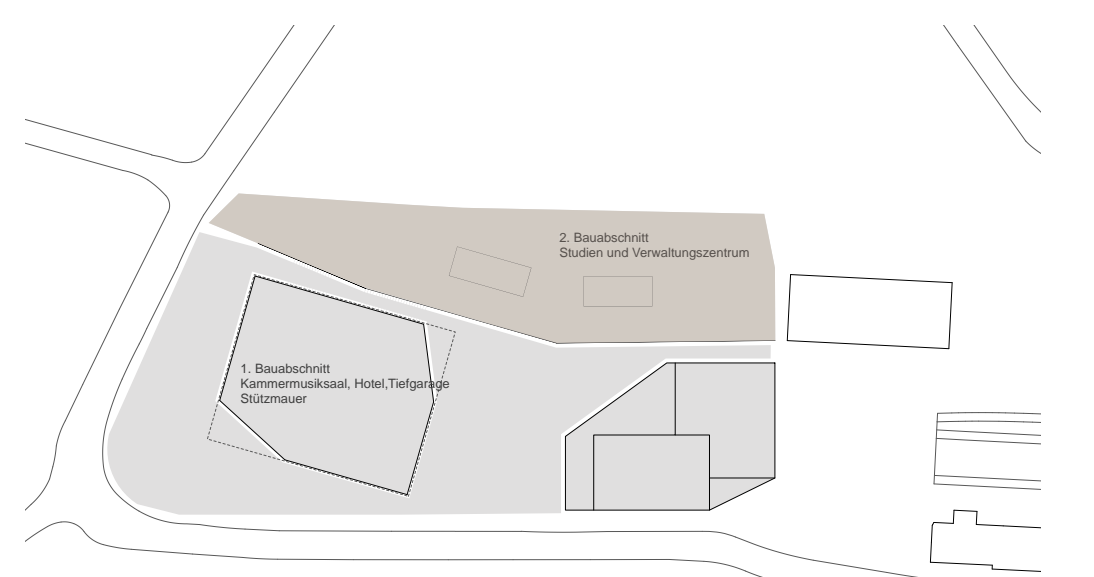 2. Bauabschnitt
Studien und Verwaltungszentrum
1. Bauabschnitt
Kammermusiksaal, Hotel,Tiefgarage
Stützmauer